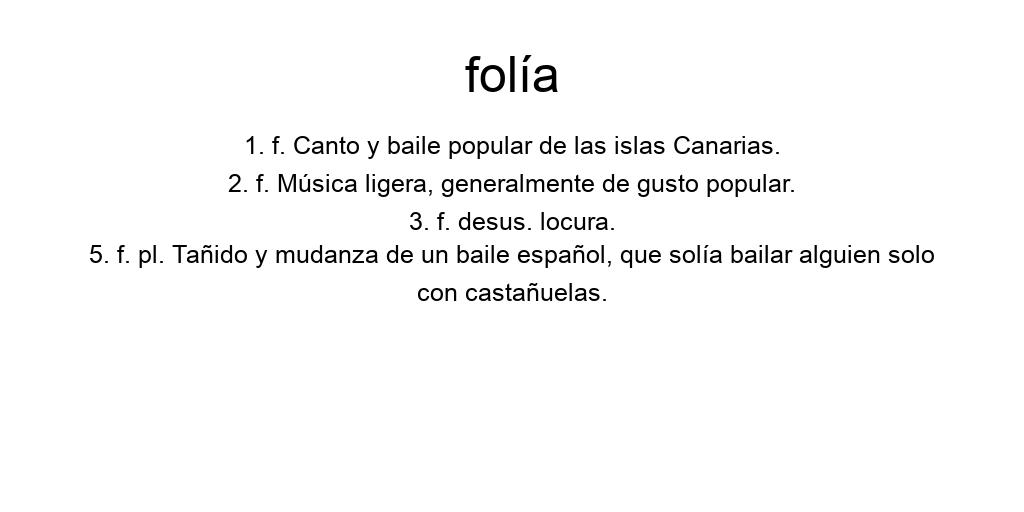 folía
1. f. Canto y baile popular de las islas Canarias.
2. f. Música ligera, generalmente de gusto popular.
3. f. desus. locura.
5. f. pl. Tañido y mudanza de un baile español, que solía bailar alguien solo
con castañuelas.